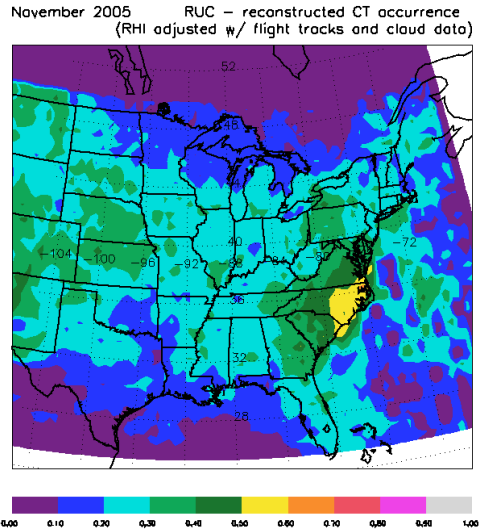 November 2005 RUC – reconstructed CT occurrence
(RHI adjusted w/ flight tracks and cloud data)
52
48
40
-104 -100 -96 -92 -88 -84 -80 -72
36
32
28
0.00 0.10 0.20 0.30 0.40 0.50 0.60 0.70 0.80 0.90 1.00